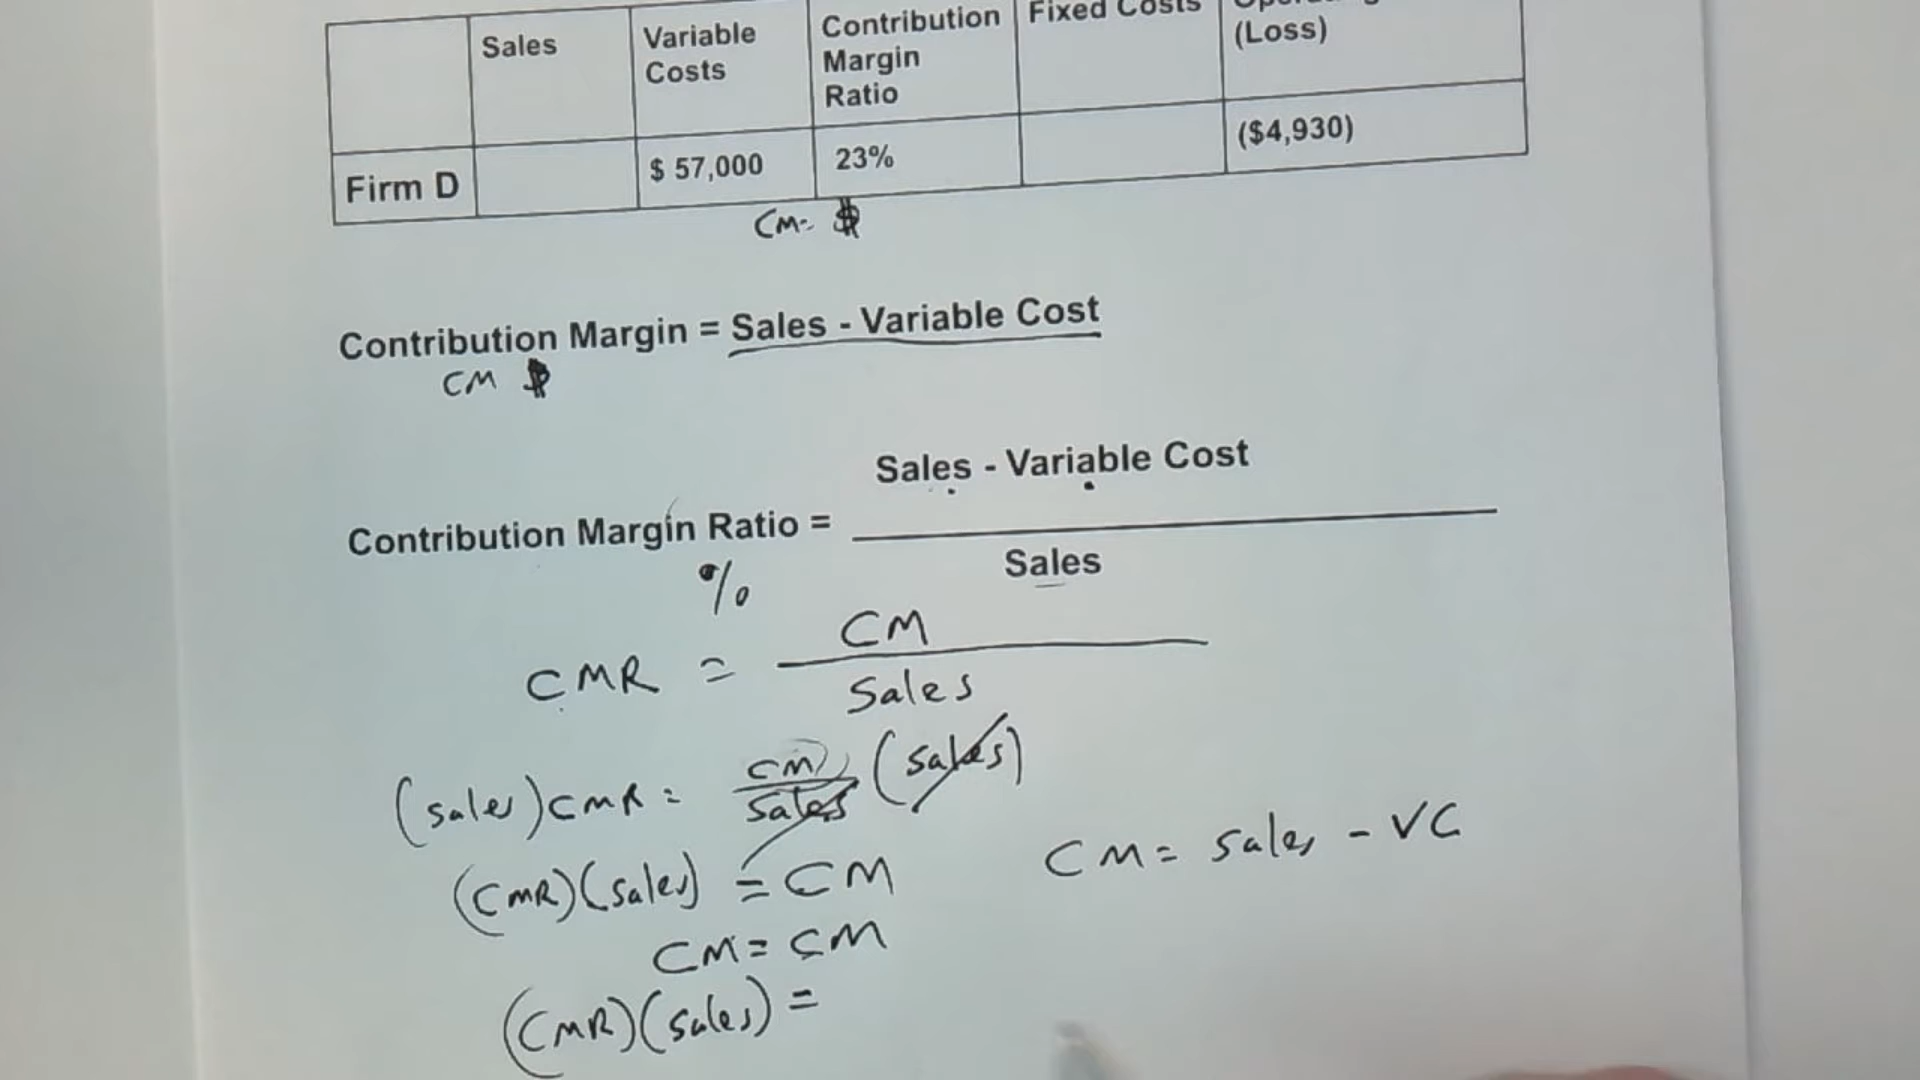 Sales
Variable Costs
Contribution Margin Ratio
Fixed Costs
(Loss)
Firm D
$ 57,000
23%
($4,930)
CM= $
Contribution Margin = Sales - Variable Cost
CM $
Contribution Margin Ratio = Sales - Variable Cost
Sales
%
CMR = CM
Sales
(sales)CMR = CM (sales)
Sales
(CMR)(sales) = CM
CM = sales - VC
CM = CM
(CMR)(sales) =